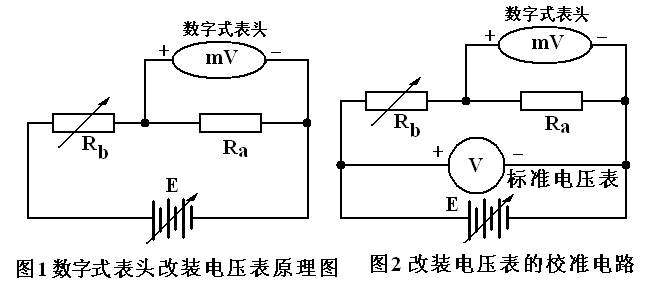 数字式表头
+ mV −
Rb Ra
E
图1数字式表头改装电压表原理图
数字式表头
+ mV −
Rb Ra
+ V −
标准电压表
E
图2改装电压表的校准电路